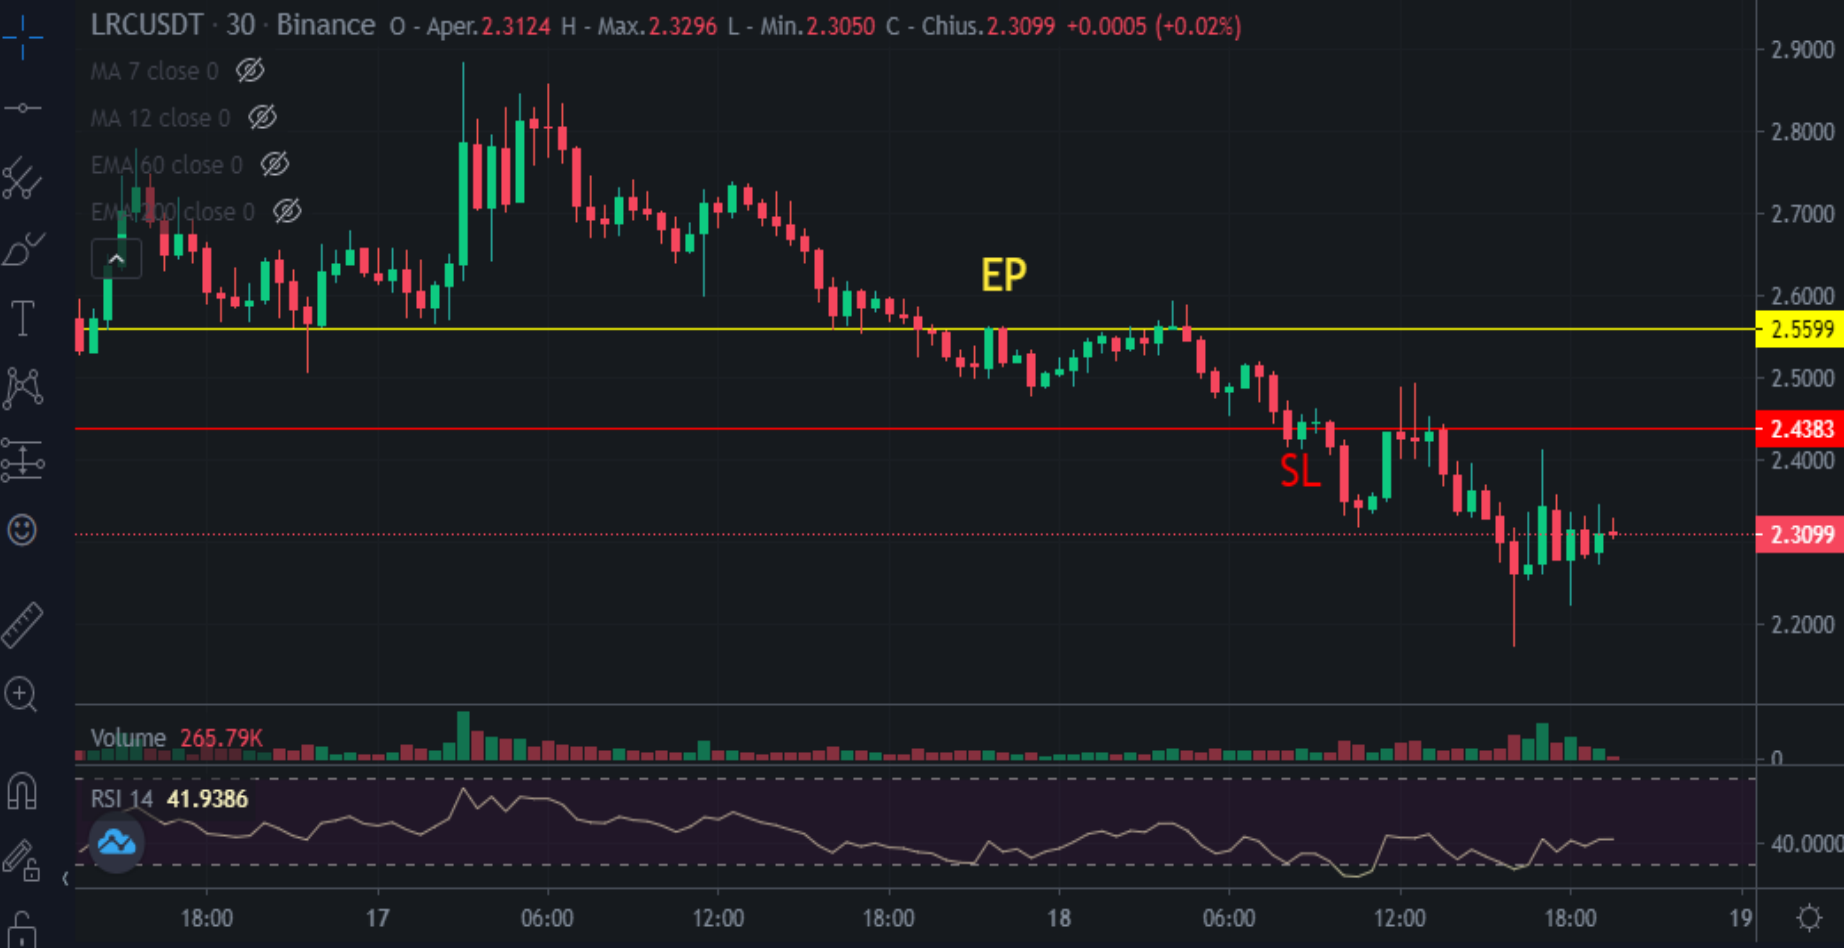 LRCUSDT · 30 · Binance O - Aper.2.3124 H - Max.2.3296 L - Min.2.3050 C - Chius.2.3099 +0.0005 (+0.02%)
MA 7 close 0
MA 12 close 0
EMA 60 close 0
EMA 200 close 0
2.9000
2.8000
2.7000
2.6000
EP
2.5599
2.5000
2.4383
2.4000
SL
2.3099
2.2000
Volume 265.79K
0
RSI 14 41.9386
40.0000
18:00 17 06:00 12:00 18:00 18 06:00 12:00 18:00 19